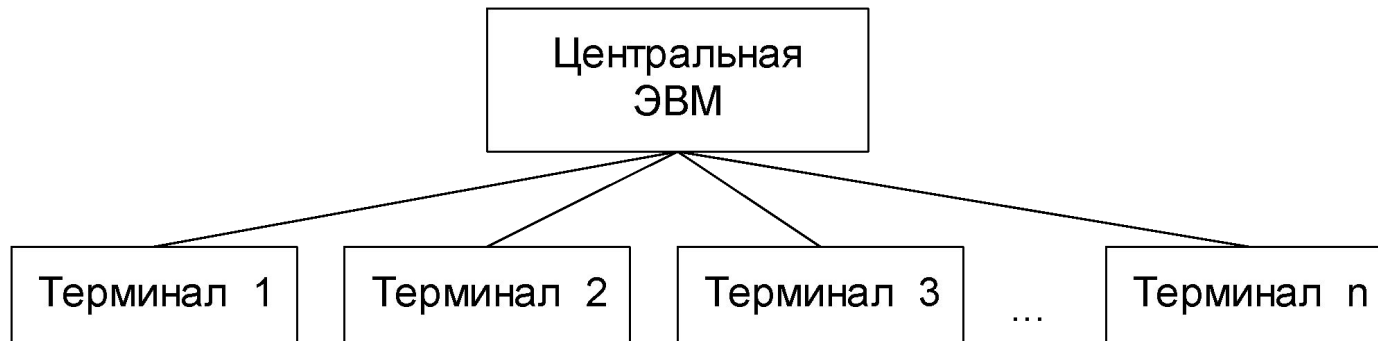 Центральная
ЭВМ
Терминал 1
Терминал 2
Терминал 3
...
Терминал n